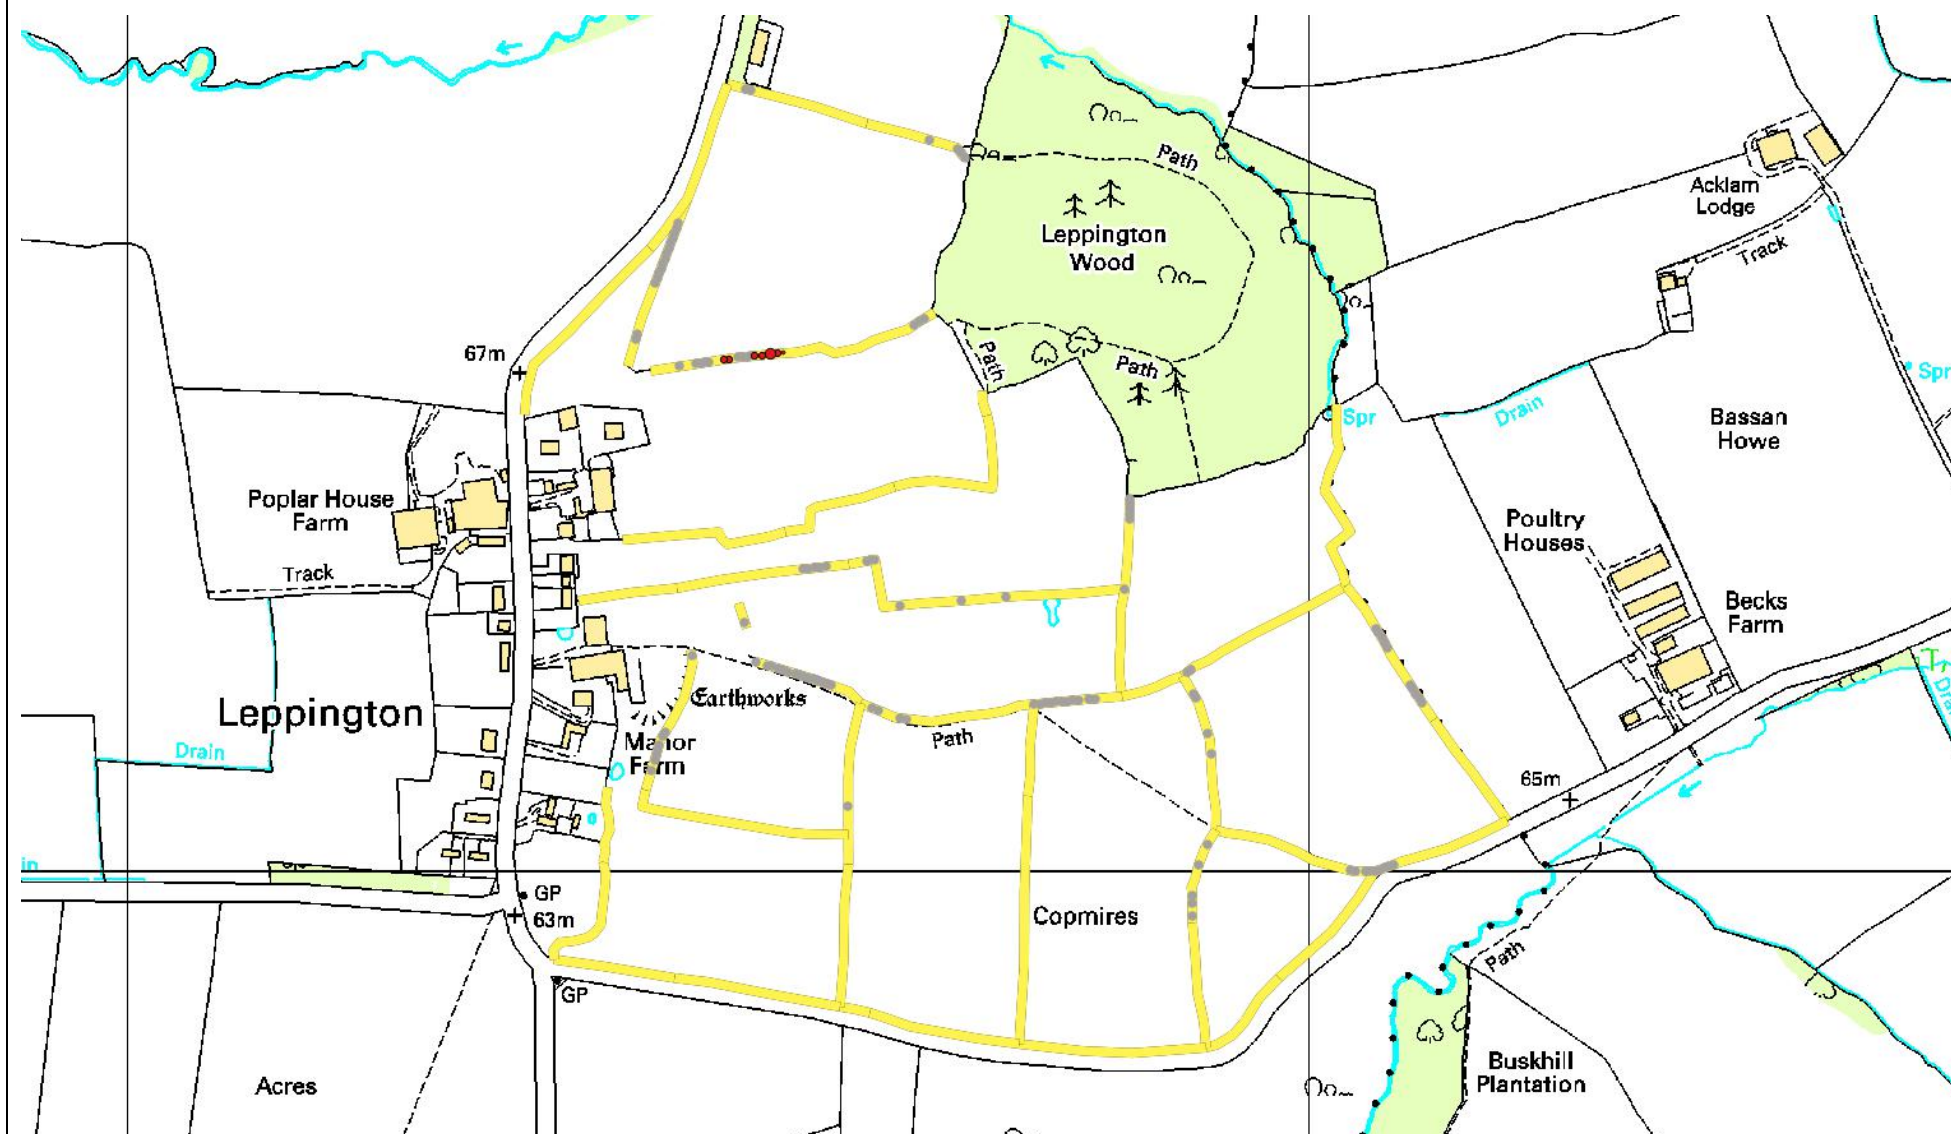 Path
Acklam
Lodge
Leppington
Wood
Track
67m
Path
Path
Spr
Spr
Drain
Bassan
Howe
Poplar House
Farm
Poultry
Houses
Track
Becks
Farm
Earthworks
Leppington
Manor
Farm
Path
Drain
65m
GP
63m
Copmires
Path
GP
Acres
Buskhill
Plantation